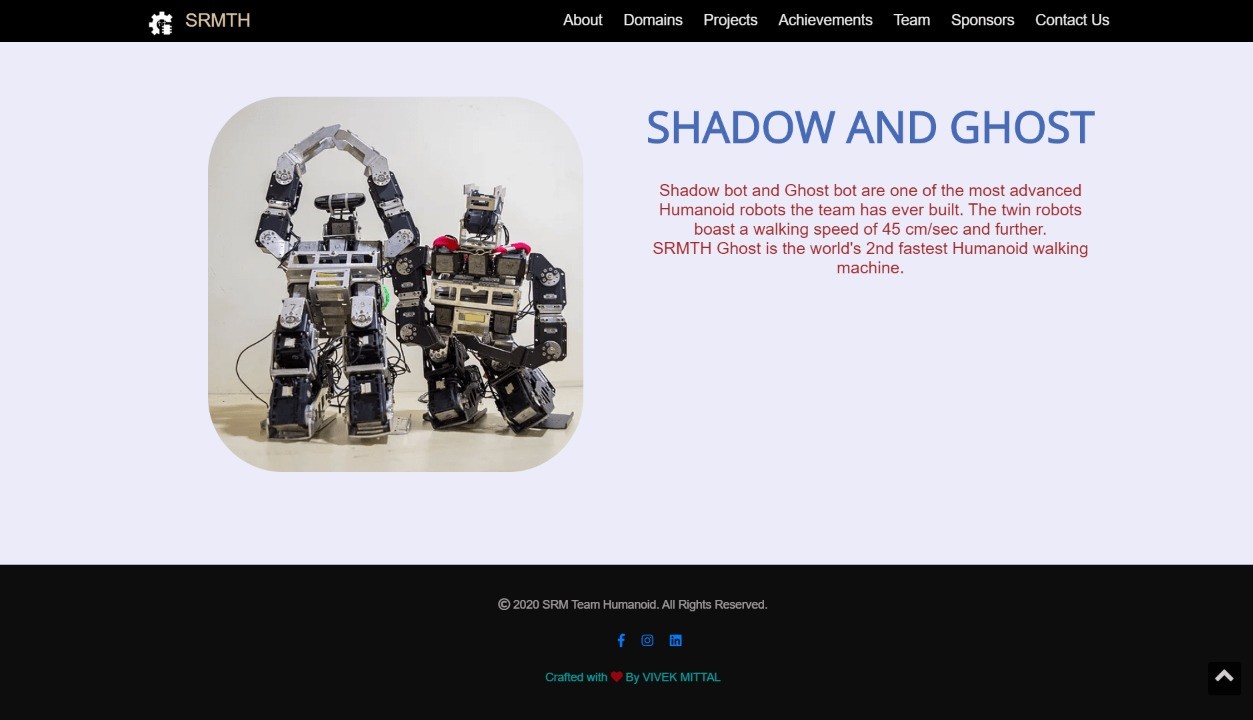 SRMTH
About Domains Projects Achievements Team Sponsors Contact Us
SHADOW AND GHOST
Shadow bot and Ghost bot are one of the most advanced
Humanoid robots the team has ever built. The twin robots
boast a walking speed of 45 cm/sec and further.
SRMTH Ghost is the world's 2nd fastest Humanoid walking
machine.
© 2020 SRM Team Humanoid. All Rights Reserved.
Crafted with ❤ By VIVEK MITTAL